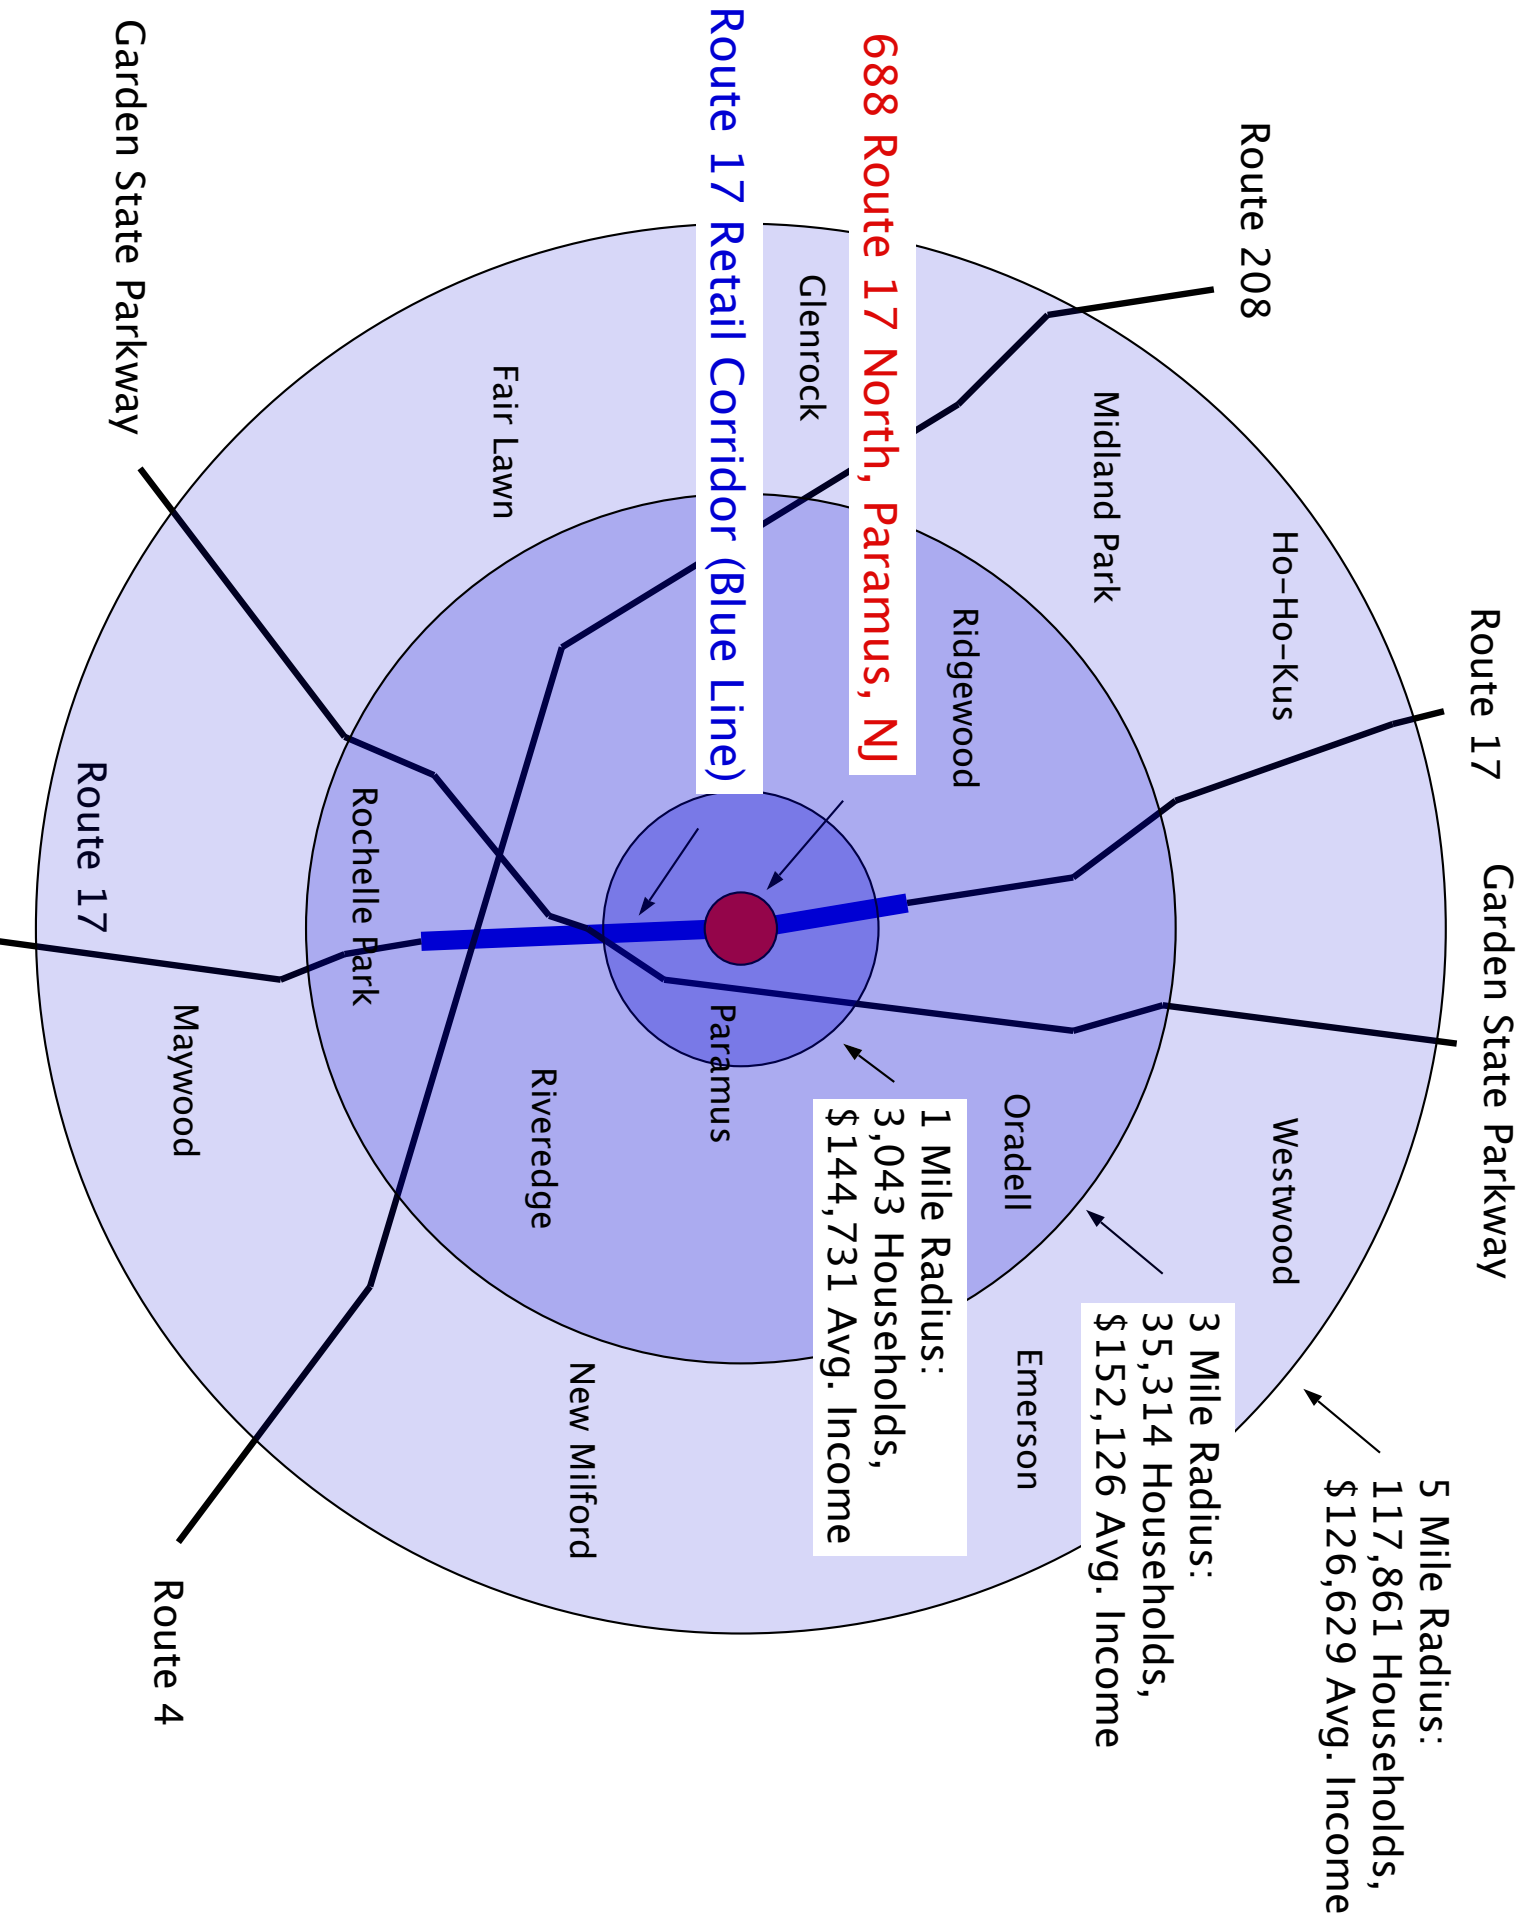 Route 17
Garden State Parkway
5 Mile Radius:
117,861 Households,
$126,629 Avg. Income
Route 208
Ho-Ho-Kus
Westwood
3 Mile Radius:
35,314 Households,
$152,126 Avg. Income
Midland Park
Oradell
Emerson
Ridgewood
1 Mile Radius:
3,043 Households,
$144,731 Avg. Income
688 Route 17 North, Paramus, NJ
Glenrock
Route 17 Retail Corridor (Blue Line)
Paramus
Fair Lawn
Riveredge
New Milford
Rochelle Park
Maywood
Garden State Parkway
Route 17
Route 4